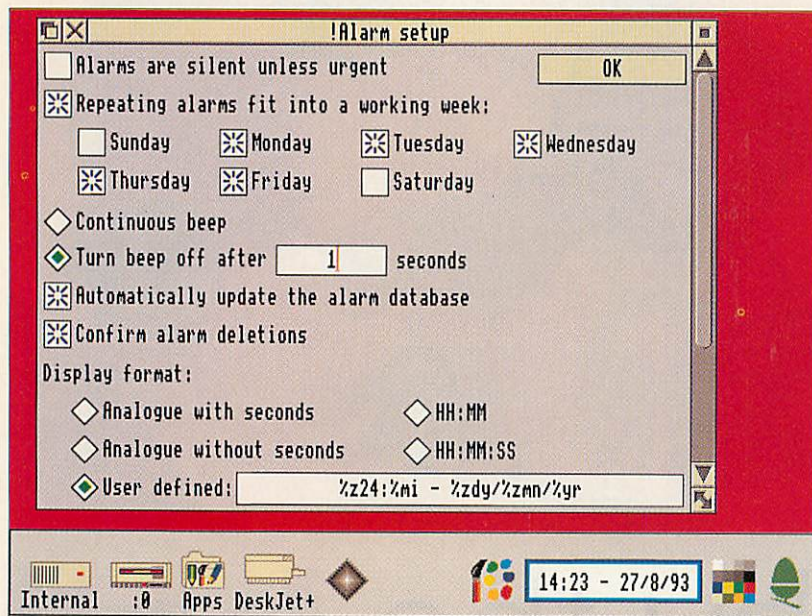 !Alarm setup
Alarms are silent unless urgent
OK
Repeating alarms fit into a working week:
Sunday Monday Tuesday Wednesday
Thursday Friday Saturday
Continuous beep
Turn beep off after 1 seconds
Automatically update the alarm database
Confirm alarm deletions
Display format:
Analogue with seconds HH:MM
Analogue without seconds HH:MM:SS
User defined: %z24:%mi - %zdy/%zmn/%yr
Internal :0 Apps DeskJet+ 14:23 - 27/8/93